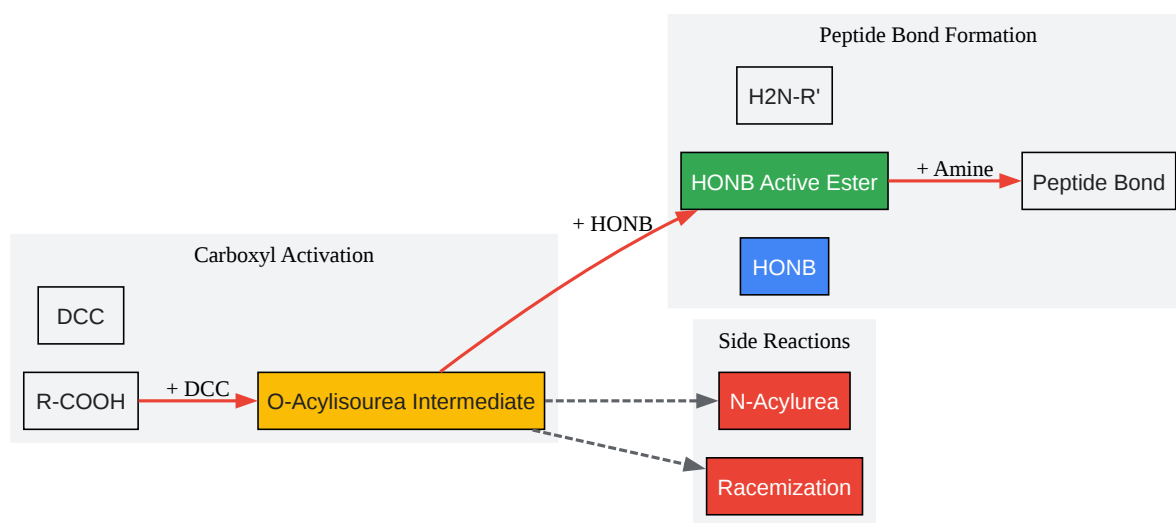 Peptide Bond Formation
H2N-R'
HONB Active Ester
+ Amine
Peptide Bond
+ HONB
HONB
Carboxyl Activation
DCC
R-COOH
+ DCC
O-Acylisourea Intermediate
Side Reactions
N-Acylurea
Racemization